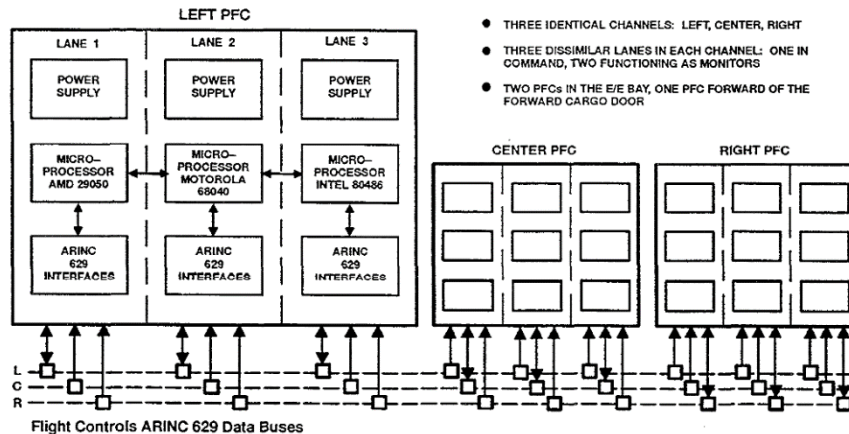 LEFT PFC
LANE 1
LANE 2
LANE 3
POWER
SUPPLY
POWER
SUPPLY
POWER
SUPPLY
MICRO–
PROCESSOR
AMD 29050
MICRO–
PROCESSOR
MOTOROLA
68040
MICRO–
PROCESSOR
INTEL 80486
ARINC
629
INTERFACES
ARINC
629
INTERFACES
ARINC
629
INTERFACES
● THREE IDENTICAL CHANNELS: LEFT, CENTER, RIGHT
● THREE DISSIMILAR LANES IN EACH CHANNEL: ONE IN
COMMAND, TWO FUNCTIONING AS MONITORS
● TWO PFCs IN THE E/E BAY, ONE PFC FORWARD OF THE
FORWARD CARGO DOOR
CENTER PFC
RIGHT PFC
L
C
R
Flight Controls ARINC 629 Data Buses